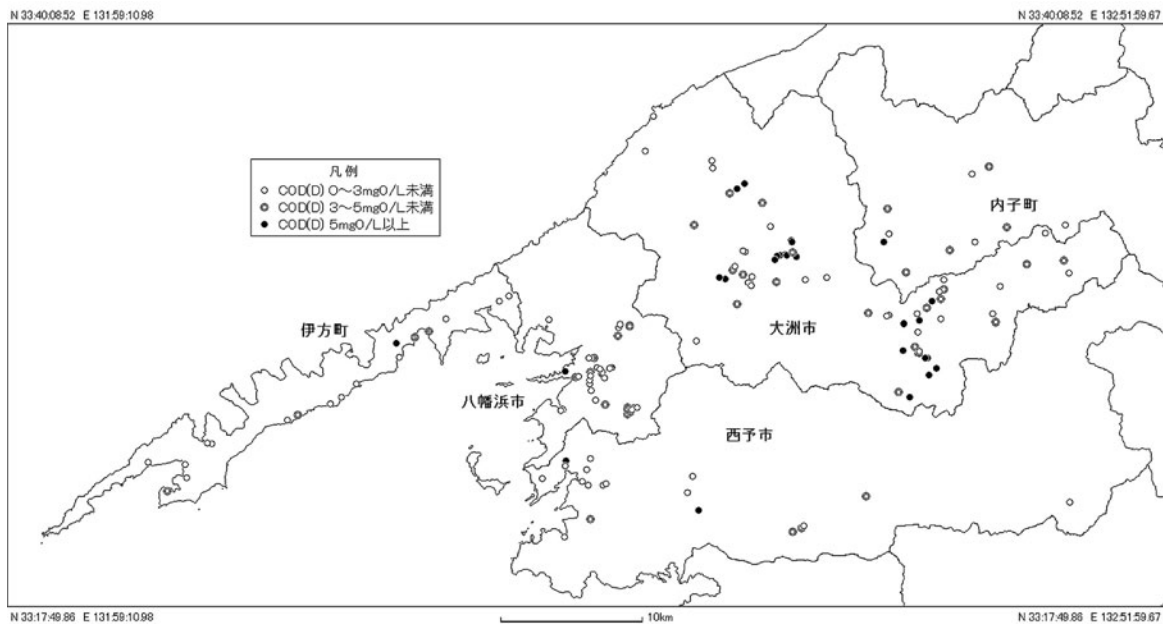 N 33:40:08.52 E 131:59:10.98
N 33:40:08.52 E 132:51:59.67
凡例
COD(D) 0～3mgO/L未満
COD(D) 3～5mgO/L未満
COD(D) 5mgO/L以上
内子町
伊方町
大洲市
八幡浜市
西予市
N 33:17:49.86 E 131:59:10.98
10km
N 33:17:49.86 E 132:51:59.67